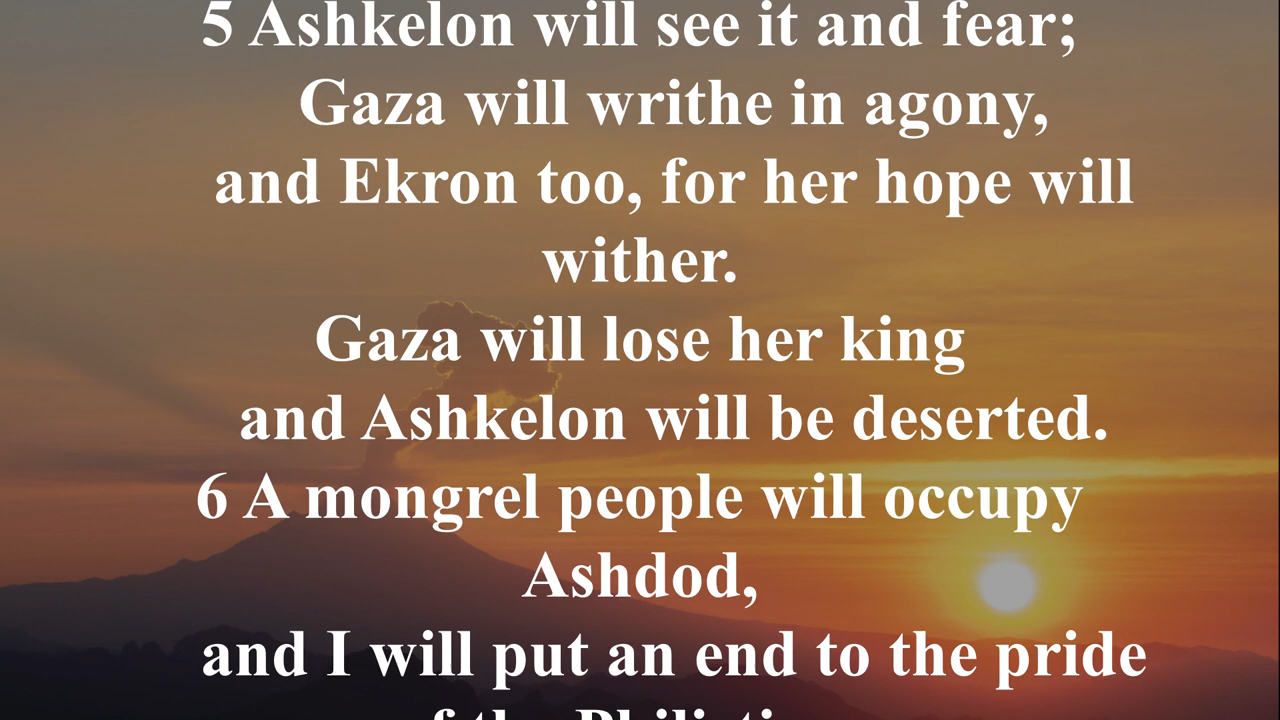 5 Ashkelon will see it and fear;
Gaza will writhe in agony,
and Ekron too, for her hope will
wither.
Gaza will lose her king
and Ashkelon will be deserted.
6 A mongrel people will occupy
Ashdod,
and I will put an end to the pride
of the